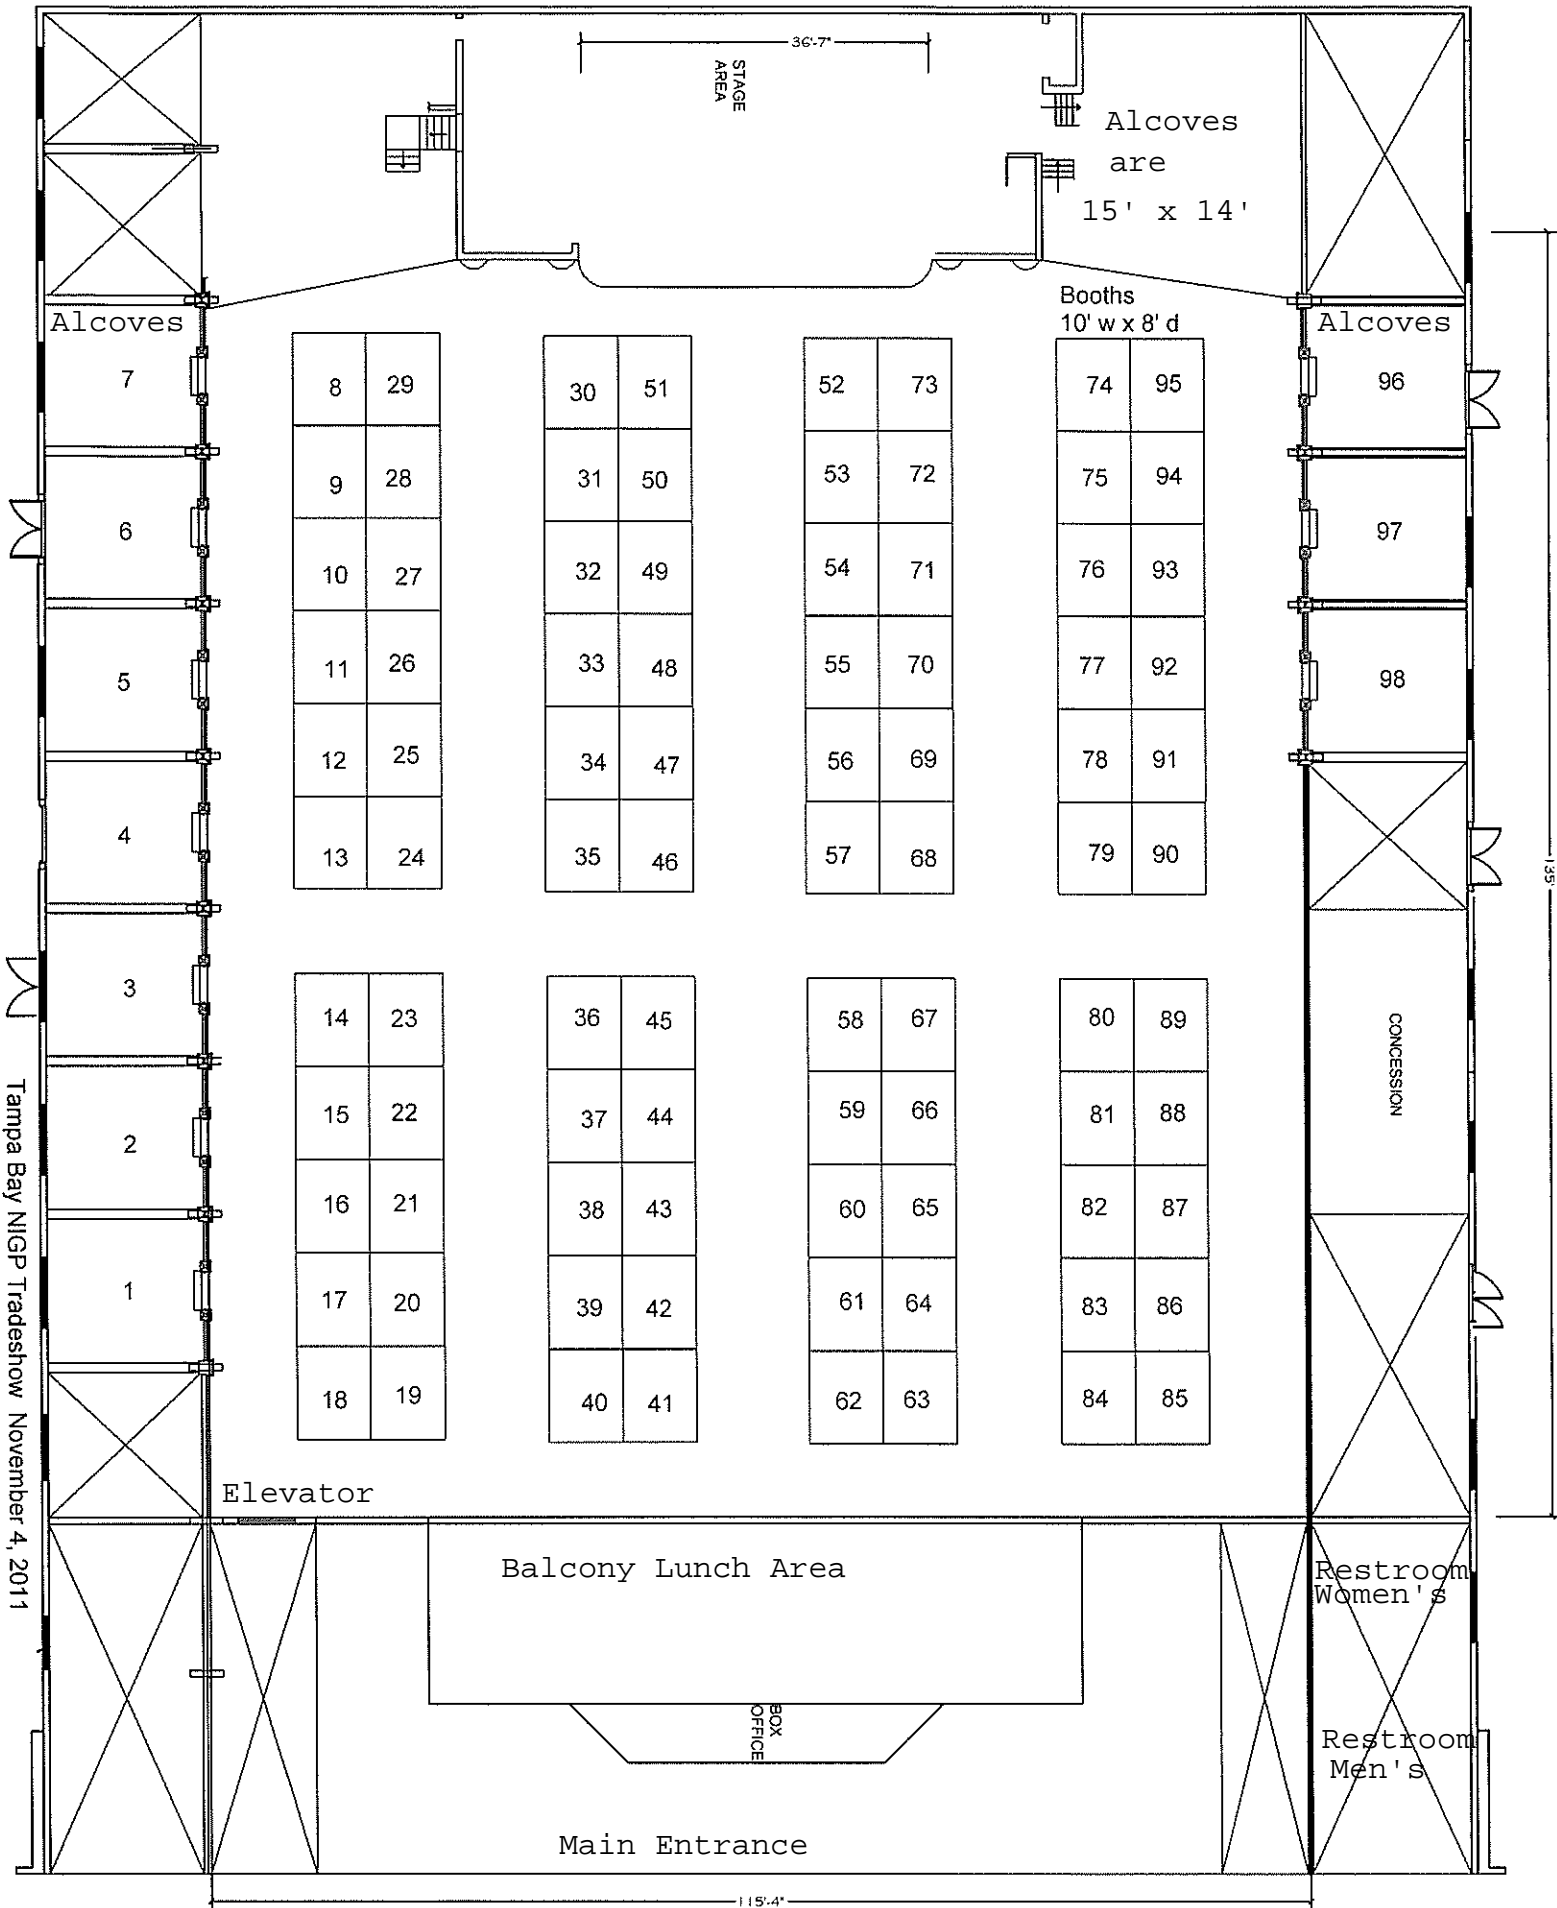 36'-7"
STAGE
AREA
Alcoves
are
15' x 14'
Booths
10' w x 8' d
Alcoves
Alcoves
7
8 29
30 51
52 73
74 95
96
6
9 28
31 50
53 72
75 94
97
10 27
32 49
54 71
76 93
5
11 26
33 48
55 70
77 92
98
12 25
34 47
56 69
78 91
4
13 24
35 46
57 68
79 90
135'
3
14 23
36 45
58 67
80 89
CONCESSION
2
15 22
37 44
59 66
81 88
16 21
38 43
60 65
82 87
1
17 20
39 42
61 64
83 86
18 19
40 41
62 63
84 85
Tampa Bay NIGP Tradeshow November 4, 2011
Elevator
Balcony Lunch Area
Restroom
Women's
BOX
OFFICE
Restroom
Men's
Main Entrance
115'-4"